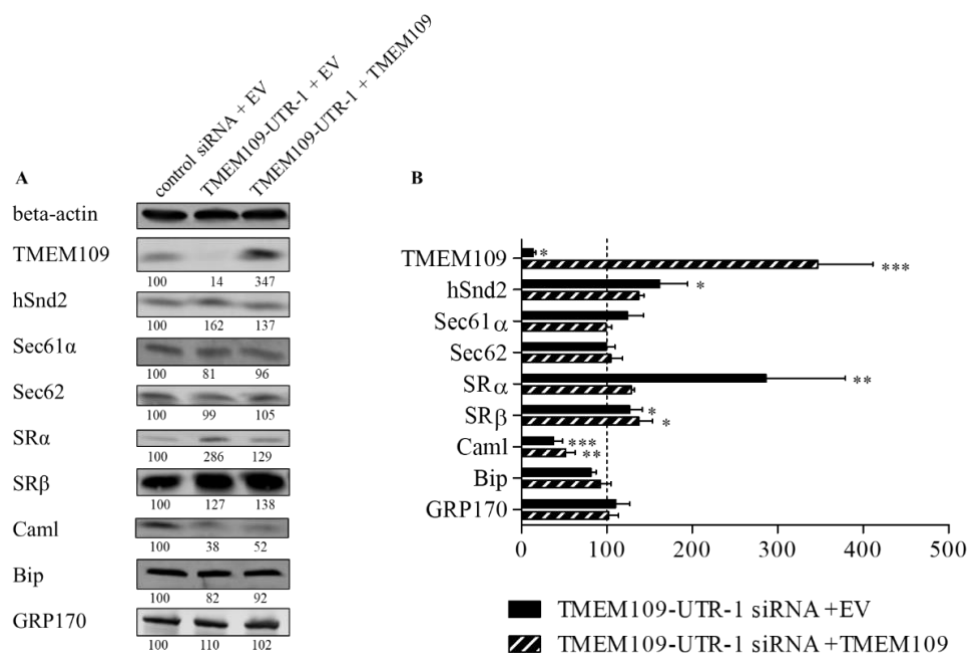 control siRNA + EV
TMEM109-UTR-1 + EV
TMEM109-UTR-1 + TMEM109
A
beta-actin
TMEM109
100 14 347
hSnd2
100 162 137
Sec61α
100 81 96
Sec62
100 99 105
SRα
100 286 129
SRβ
100 127 138
Caml
100 38 52
Bip
100 82 92
GRP170
100 110 102
B
TMEM109 *
***
hSnd2 *
Sec61α
Sec62
SRα **
SRβ *
*
Caml ***
**
Bip
GRP170
0 100 200 300 400 500
TMEM109-UTR-1 siRNA +EV
TMEM109-UTR-1 siRNA +TMEM109